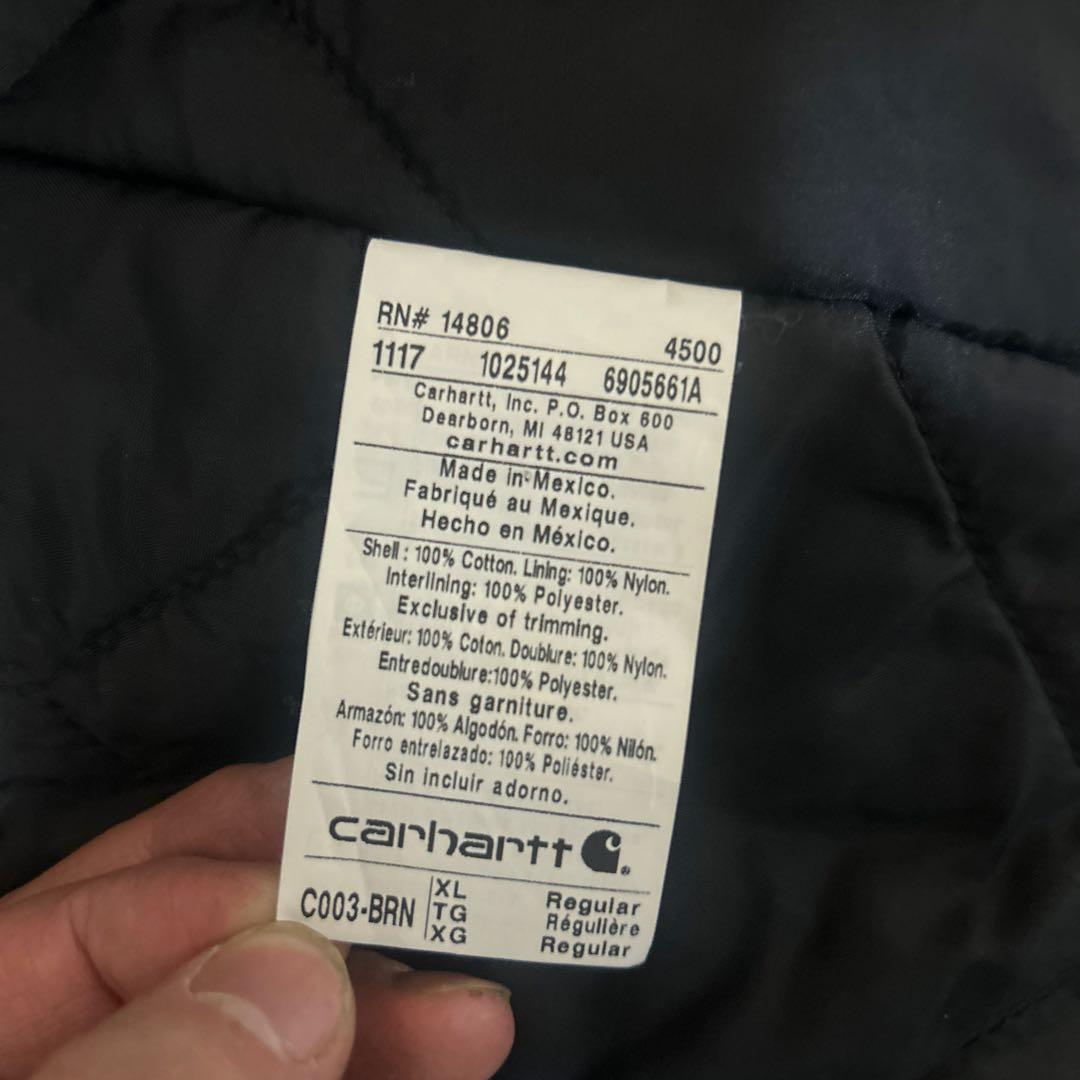 RN# 14806
4500
1117 1025144 6905661A
Carhartt, Inc. P.O. Box 600
Dearborn, MI 48121 USA
carhartt.com
Made in Mexico.
Fabriqué au Mexique.
Hecho en México.
Shell : 100% Cotton. Lining: 100% Nylon.
Interlining: 100% Polyester.
Exclusive of trimming.
Extérieur: 100% Coton. Doublure: 100% Nylon.
Entredoublure:100% Polyester.
Sans garniture.
Armazón: 100% Algodón. Forro: 100% Nilón.
Forro entrelazado: 100% Poliéster.
Sin incluir adorno.
carhartt
C003-BRN
XL Regular
TG Régulière
XG Regular